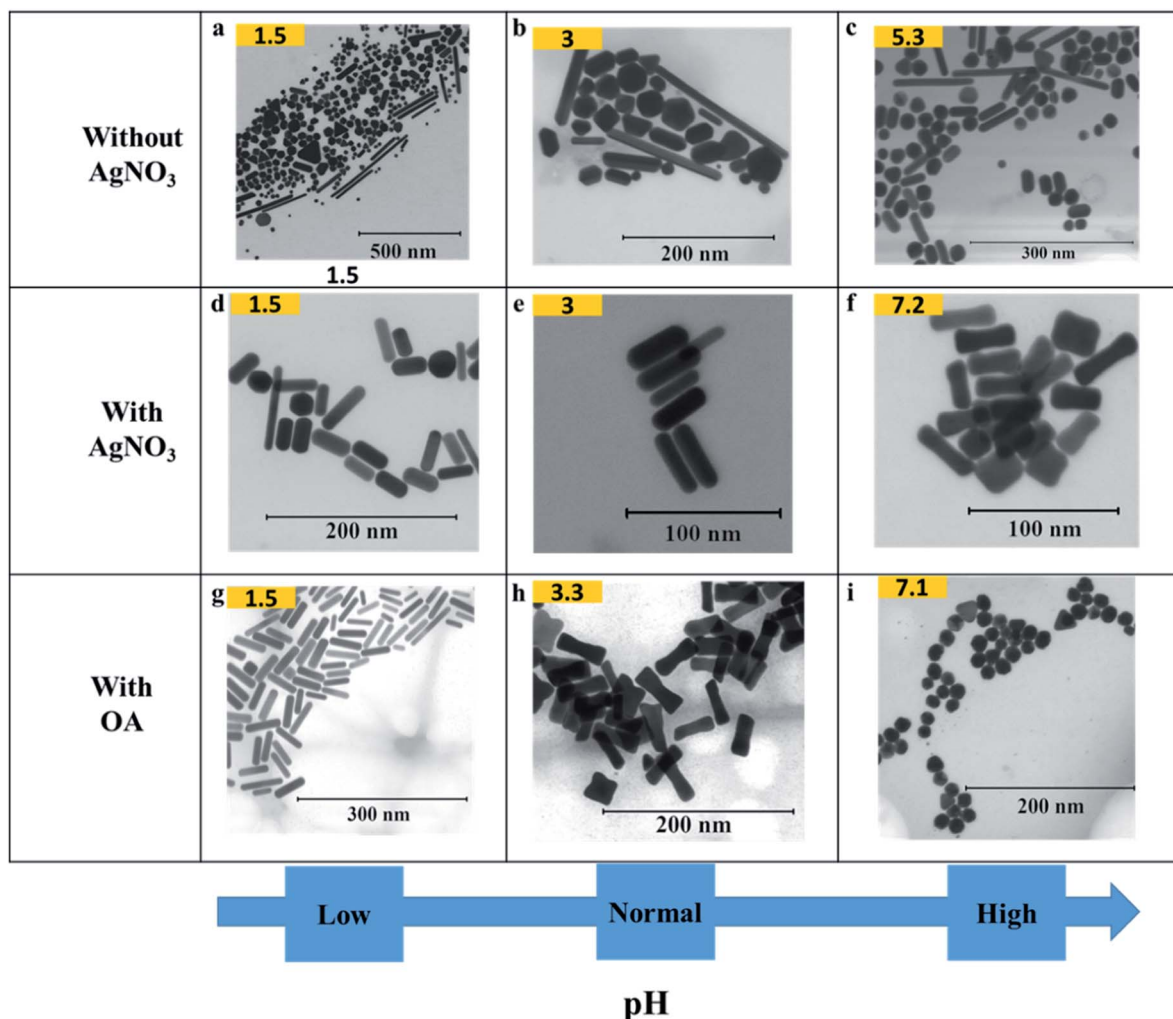 Without
AgNO₃
a
1.5
500 nm
1.5
b
3
200 nm
c
5.3
300 nm
With
AgNO₃
d
1.5
200 nm
e
3
100 nm
f
7.2
100 nm
With
OA
g
1.5
300 nm
h
3.3
200 nm
i
7.1
200 nm
Low
Normal
High
pH